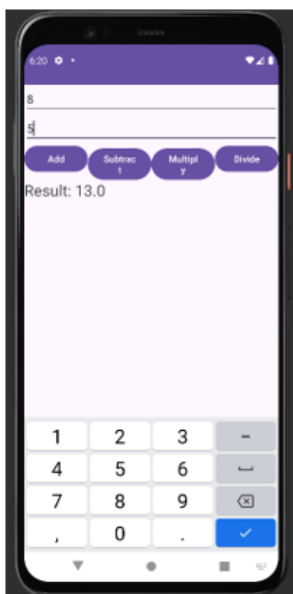 6:20
8
5
Add Subtrac
t Multipl
y Divide
Result: 13.0
1 2 3 -
4 5 6
7 8 9
, 0 .